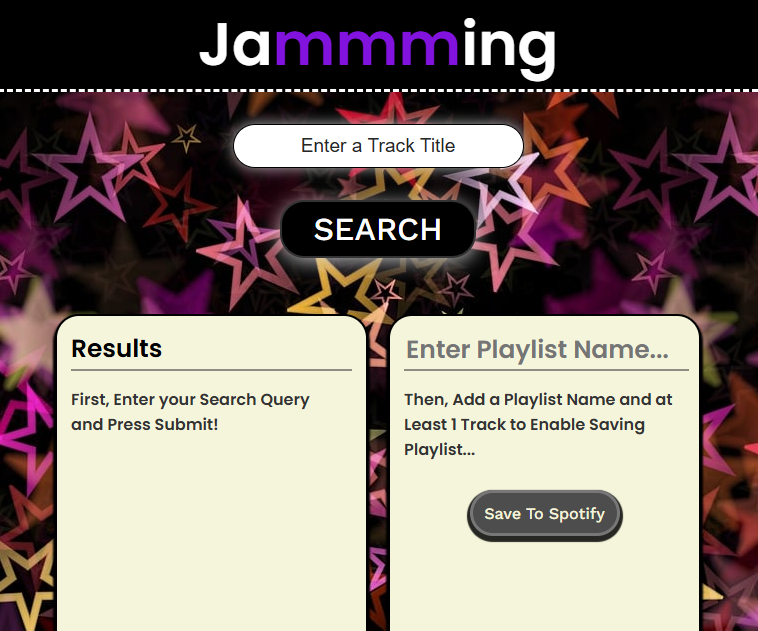 Jammming
Enter a Track Title
SEARCH
Results
First, Enter your Search Query
and Press Submit!
Enter Playlist Name...
Then, Add a Playlist Name and at
Least 1 Track to Enable Saving
Playlist...
Save To Spotify